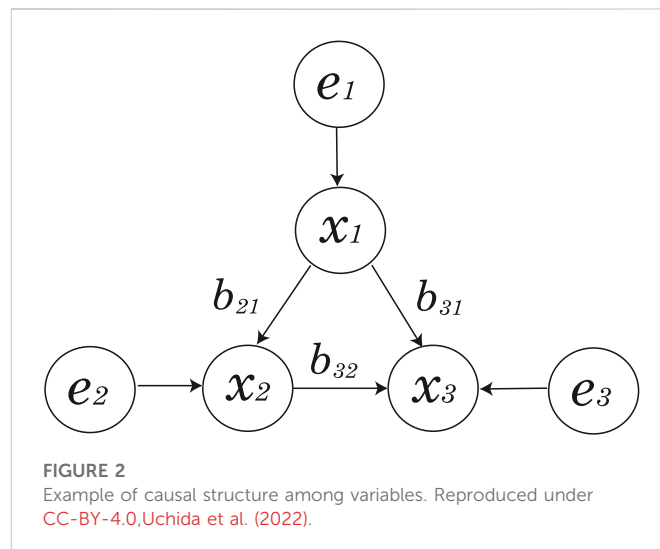 e1
x1
b21
b31
b32
e2
x2
x3
e3
FIGURE 2
Example of causal structure among variables. Reproduced under
CC-BY-4.0,Uchida et al. (2022).